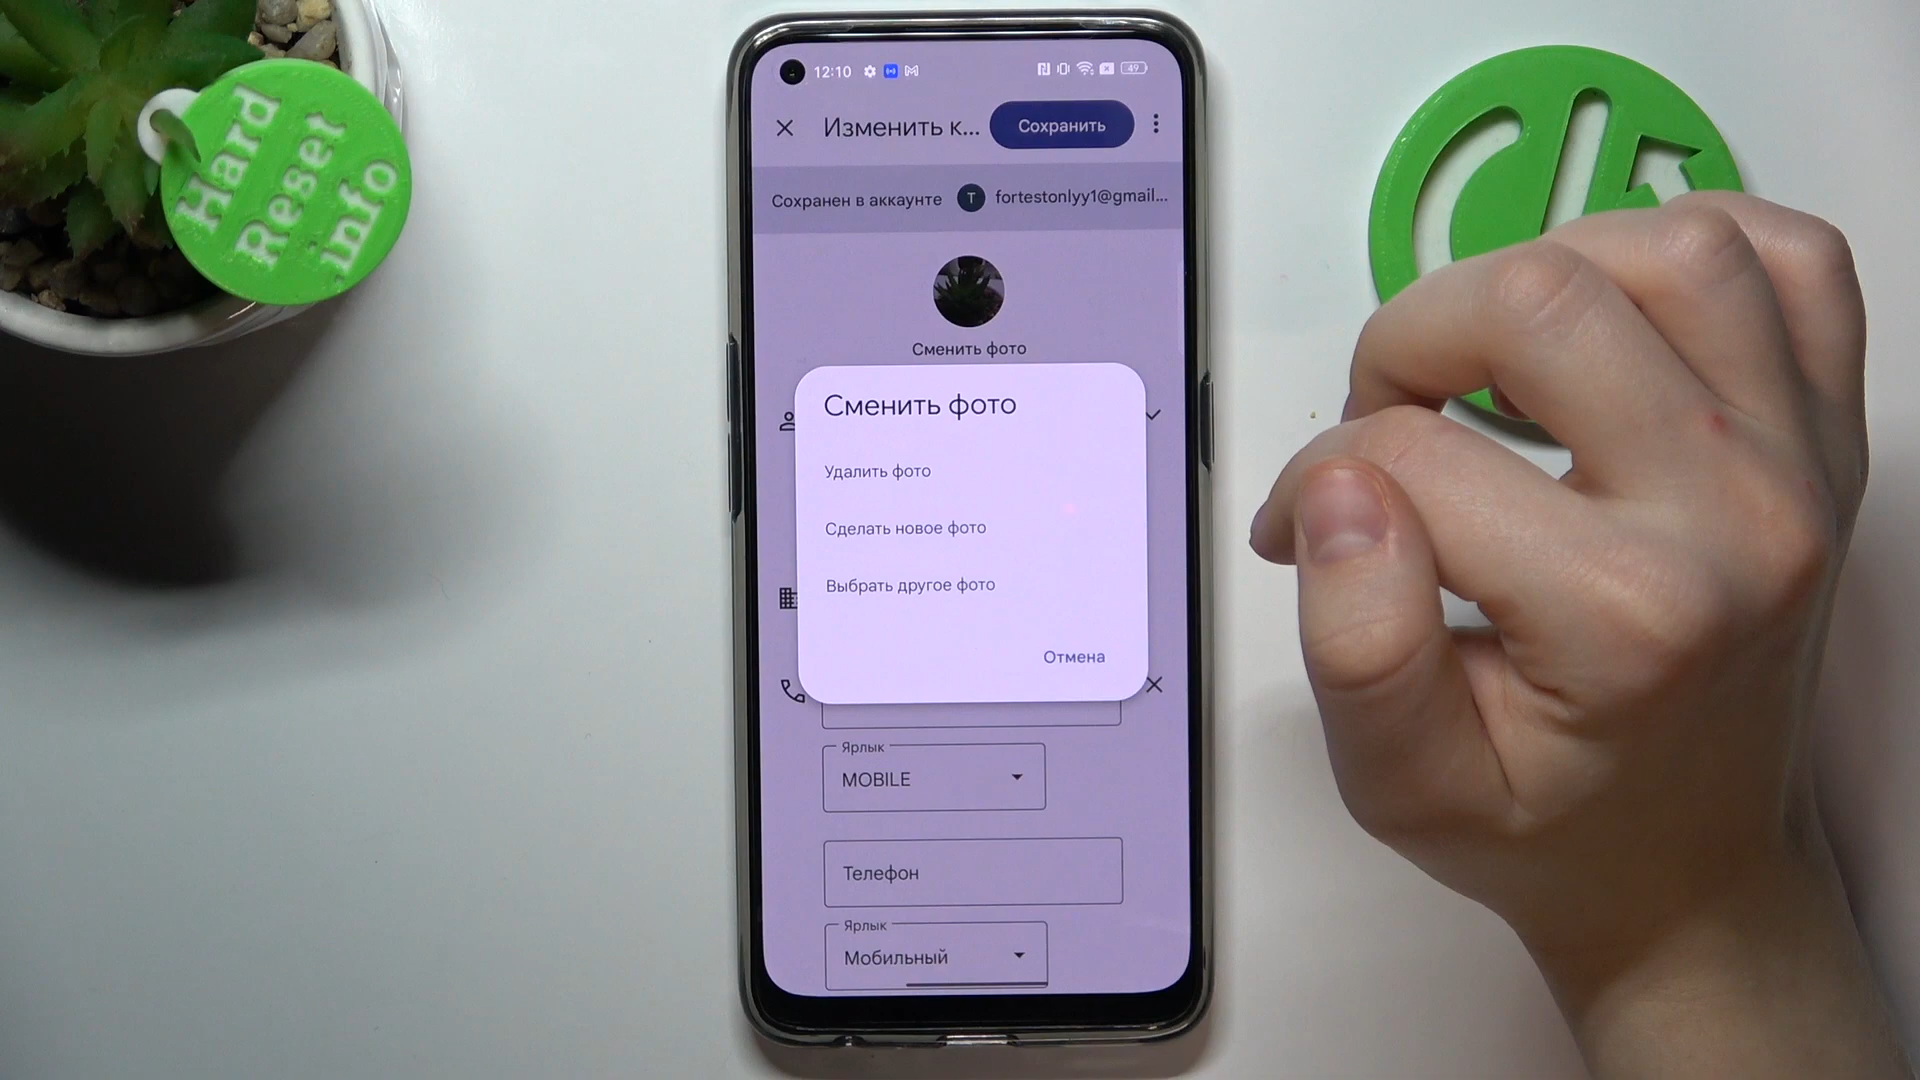 Hard
Reset
info
12:10
49
Изменить к...
Сохранить
Сохранен в аккаунте
T
fortestonlyy1@gmail...
Сменить фото
Сменить фото
Удалить фото
Сделать новое фото
Выбрать другое фото
Отмена
Ярлык
MOBILE
Телефон
Ярлык
Мобильный